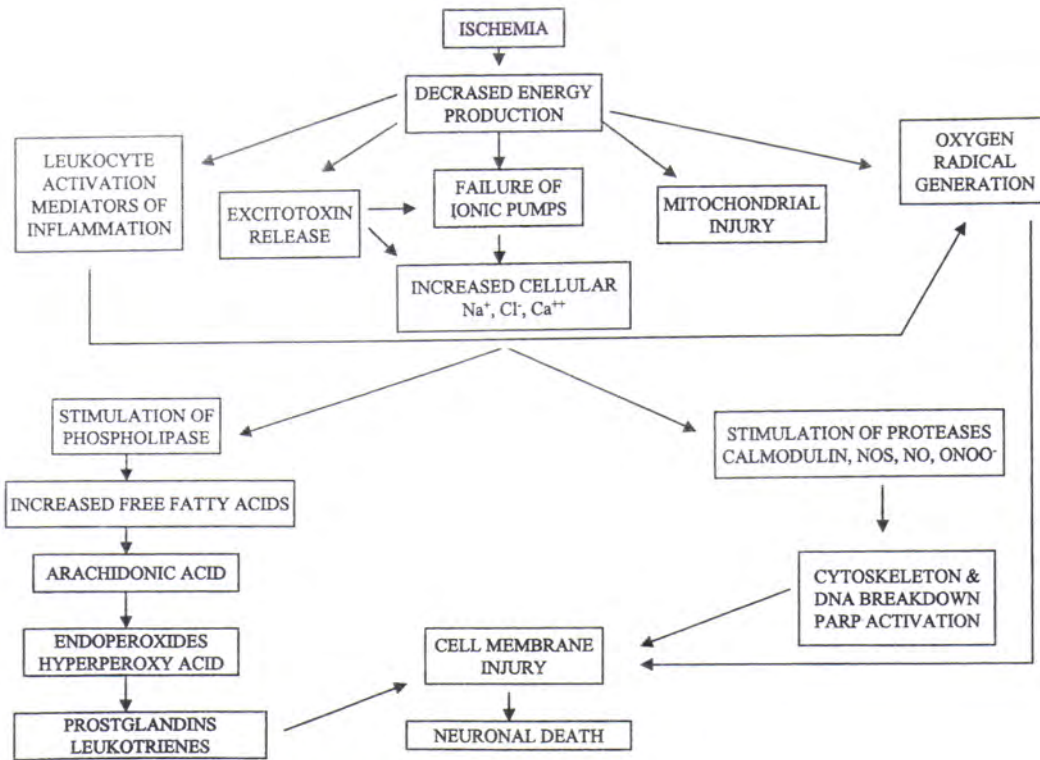 ISCHEMIA
DECRASED ENERGY
PRODUCTION
LEUKOCYTE
ACTIVATION
MEDIATORS OF
INFLAMMATION
EXCITOTOXIN
RELEASE
FAILURE OF
IONIC PUMPS
MITOCHONDRIAL
INJURY
OXYGEN
RADICAL
GENERATION
INCREASED CELLULAR
Na⁺, Cl⁻, Ca⁺⁺
STIMULATION OF
PHOSPHOLIPASE
STIMULATION OF PROTEASES
CALMODULIN, NOS, NO, ONOO⁻
INCREASED FREE FATTY ACIDS
ARACHIDONIC ACID
CYTOSKELETON &
DNA BREAKDOWN
PARP ACTIVATION
ENDOPEROXIDES
HYPERPEROXY ACID
CELL MEMBRANE
INJURY
PROSTGLANDINS
LEUKOTRIENES
NEURONAL DEATH